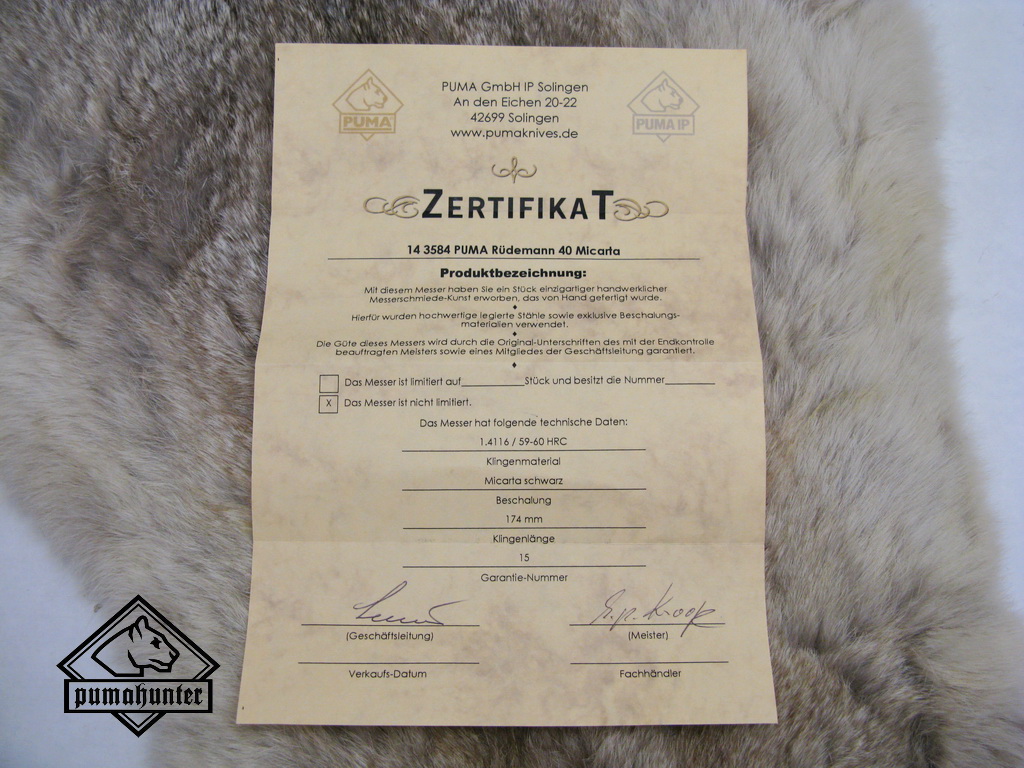 PUMA GmbH IP Solingen
An den Eichen 20-22
42699 Solingen
www.pumaknives.de
PUMA
PUMA IP
ZERTIFIKAT
14 3584 PUMA Rüdemann 40 Micarta
Produktbezeichnung:
Mit diesem Messer haben Sie ein Stück einzigartiger handwerklicher
Messerschmiede-Kunst erworben, das von Hand gefertigt wurde.
Hierfür wurden hochwertige legierte Stähle sowie exklusive Beschalungs-
materialien verwendet.
Die Güte dieses Messers wird durch die Original-Unterschriften des mit der Endkontrolle
beauftragten Meisters sowie eines Mitgliedes der Geschäftsleitung garantiert.
Das Messer ist limitiert auf__________Stück und besitzt die Nummer________
X Das Messer ist nicht limitiert.
Das Messer hat folgende technische Daten:
1.4116 / 59-60 HRC
Klingenmaterial
Micarta schwarz
Beschalung
174 mm
Klingenlänge
15
Garantie-Nummer
(Geschäftsleitung) (Meister)
Verkaufs-Datum Fachhändler
pumahunter